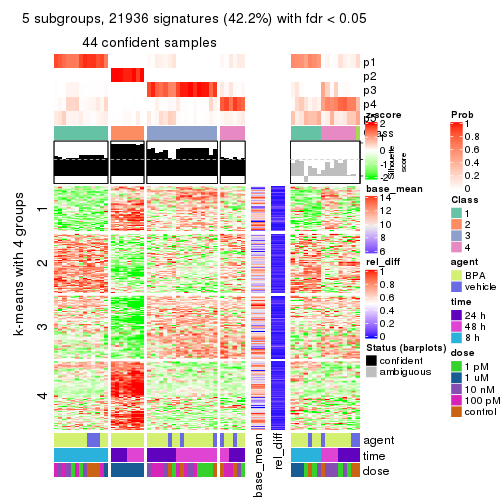 5 subgroups, 21936 signatures (42.2%) with fdr < 0.05
44 confident samples
p1
p2
p3
p4
z-score
2
1
0
-1
-2
Silhouette
score
k-means with 4 groups
1
2
3
4
base_mean
14
12
10
8
6
rel_diff
1
0.8
0.6
0.4
0.2
0
Status (barplots)
confident
ambiguous
Prob
1
0.8
0.6
0.4
0.2
0
Class
1
2
3
4
agent
BPA
vehicle
time
24 h
48 h
8 h
dose
1 pM
1 uM
10 nM
100 pM
control
agent
time
dose
base_mean
rel_diff